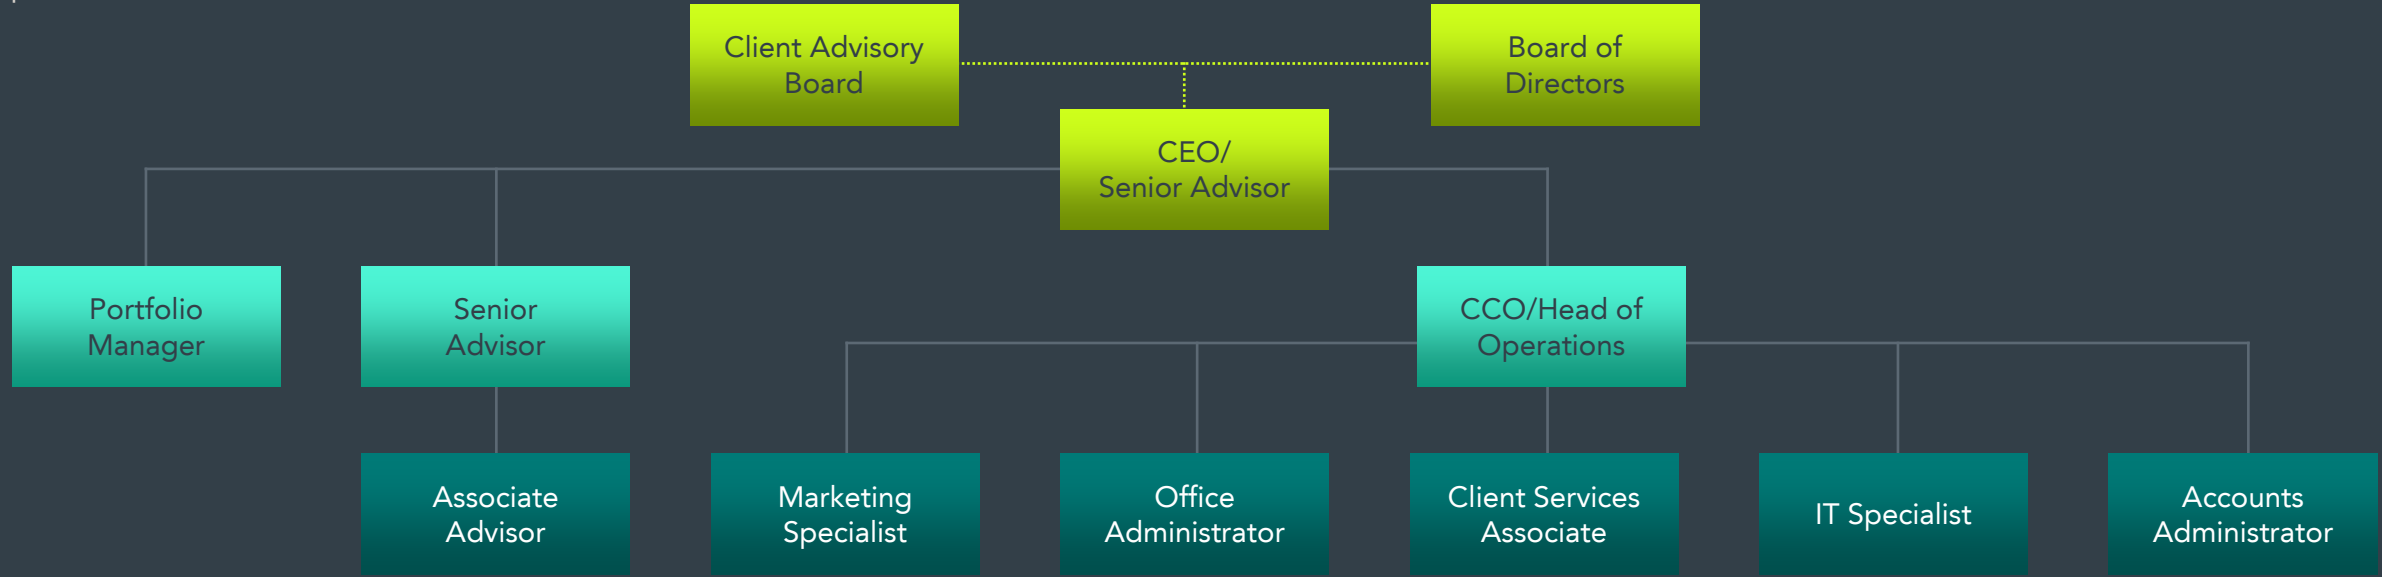 Client Advisory
Board
Board of
Directors
CEO/
Senior Advisor
Portfolio
Manager
Senior
Advisor
CCO/Head of
Operations
Associate
Advisor
Marketing
Specialist
Office
Administrator
Client Services
Associate
IT Specialist
Accounts
Administrator